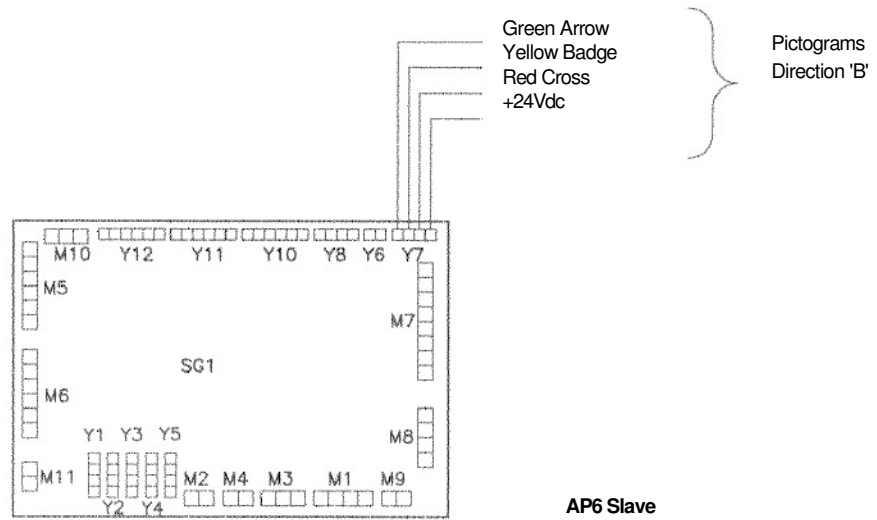 Green Arrow
Yellow Badge
Red Cross
+24Vdc
Pictograms
Direction 'B'
M10 Y12 Y11 Y10 Y8 Y6 Y7
M5
M7
SG1
M6
Y1 Y3 Y5
M8
M11
M2 M4 M3 M1 M9
Y2 Y4
AP6 Slave